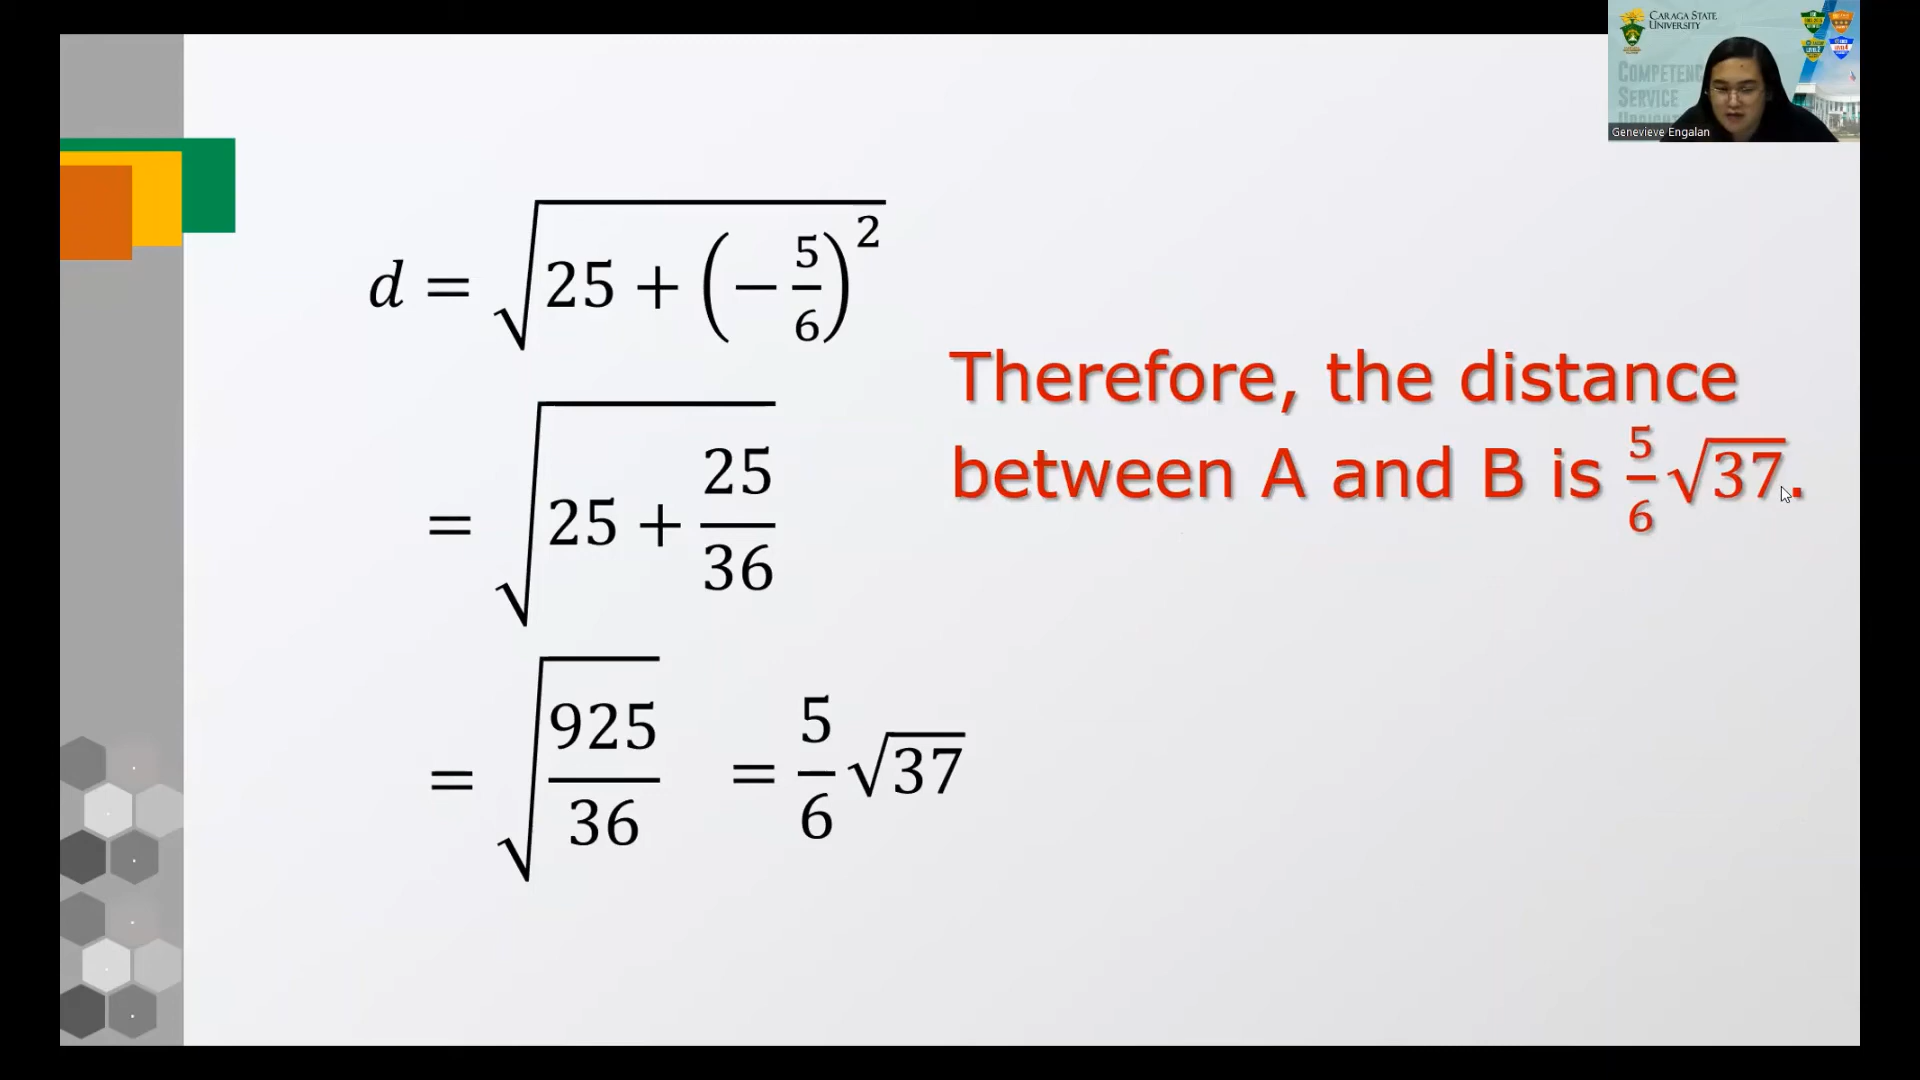 CARAGA STATE
UNIVERSITY
COMPETENC
SERVICE
Genevieve Engalan
d = √(25 + (−5/6)²)
Therefore, the distance
between A and B is 5/6 √37.
= √(25 + 25/36)
= √(925/36) = 5/6 √37